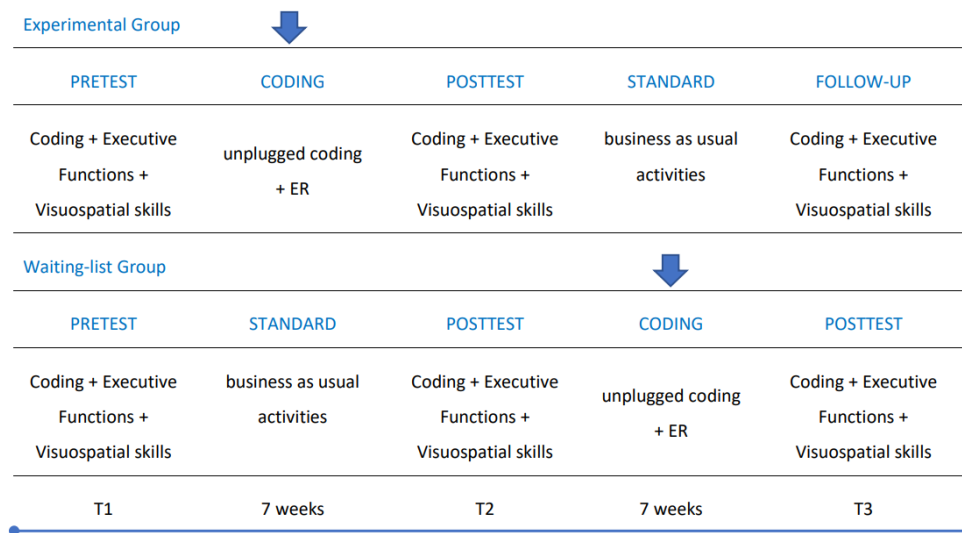 Experimental Group
PRETEST CODING POSTTEST STANDARD FOLLOW-UP
Coding + Executive Coding + Executive business as usual Coding + Executive
unplugged coding
Functions + Functions + activities Functions +
+ ER
Visuospatial skills Visuospatial skills Visuospatial skills
Waiting-list Group
PRETEST STANDARD POSTTEST CODING POSTTEST
Coding + Executive business as usual Coding + Executive Coding + Executive
unplugged coding
Functions + activities Functions + Functions +
+ ER
Visuospatial skills Visuospatial skills Visuospatial skills
T1 7 weeks T2 7 weeks T3